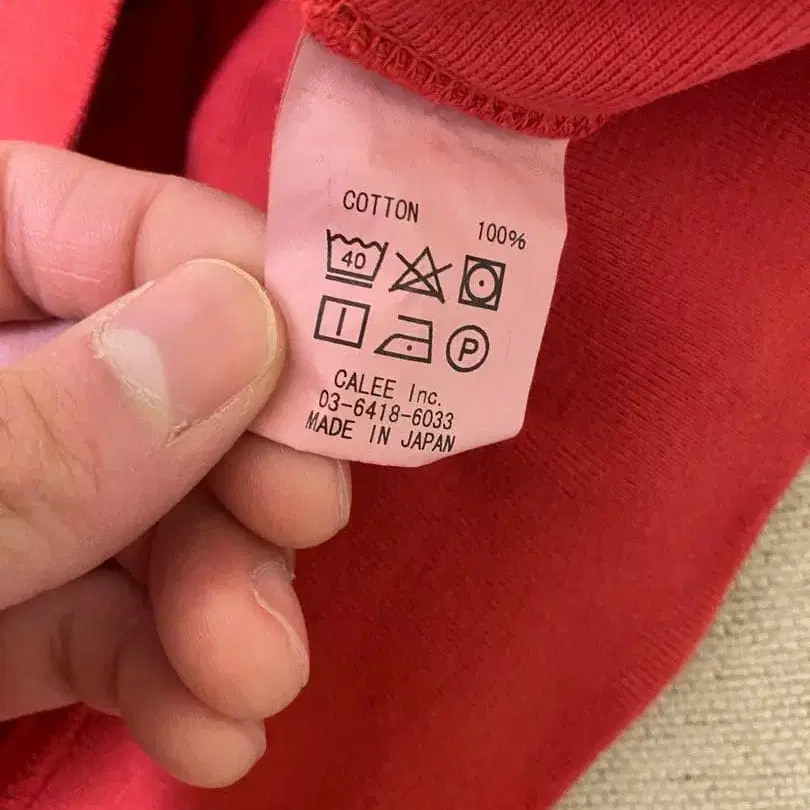 COTTON 100%
40
P
CALEE Inc.
03-6418-6033
MADE IN JAPAN